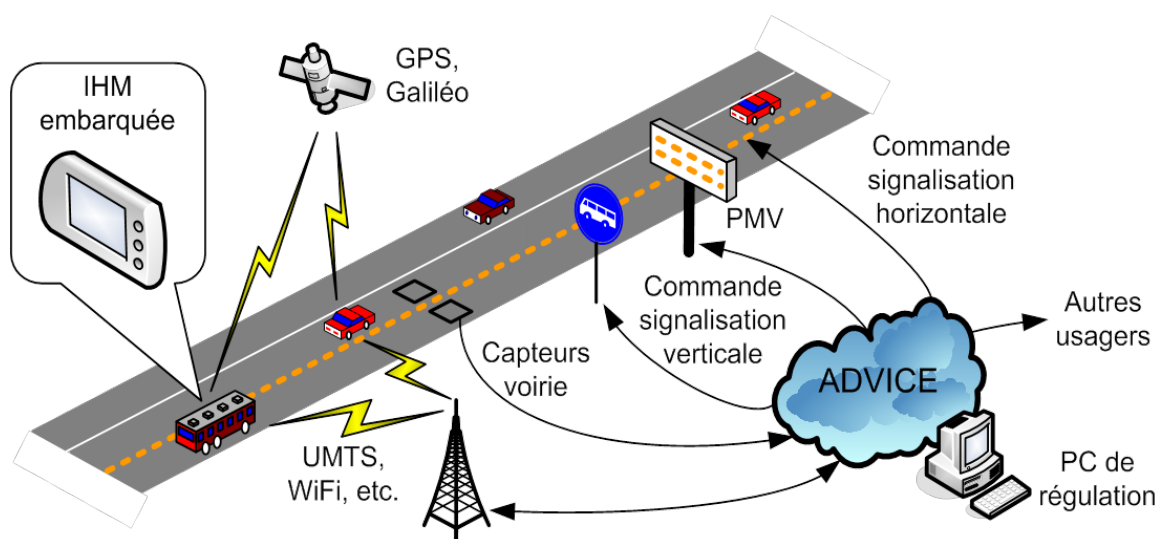 IHM
embarquée
GPS,
Galiléo
Commande
signalisation
horizontale
PMV
Commande
signalisation
verticale
Capteurs
voirie
Autres
usagers
ADVICE
UMTS,
WiFi, etc.
PC de
régulation